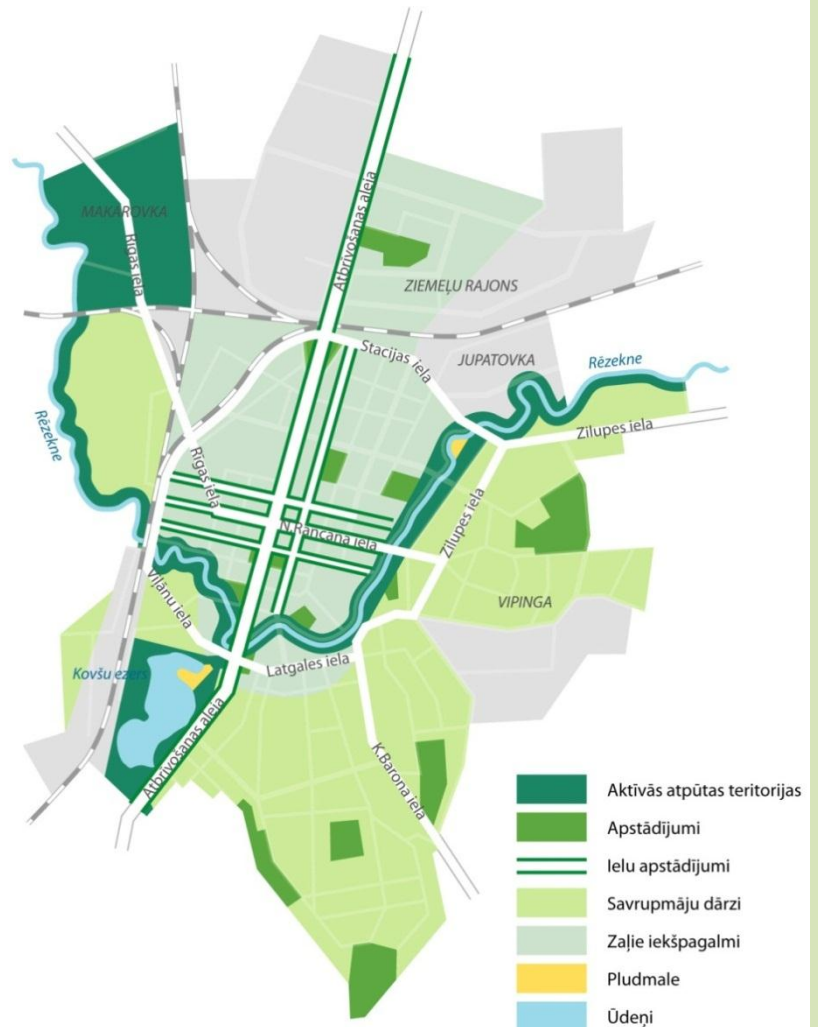 MAKAROVKA
Rīgas iela
Atbrīvošanas aleja
ZIEMEĻU RAJONS
Stacijas iela
JUPATOVKA
Rēzekne
Rēzekne
Zilupes iela
Rīgas iela
N.Rancāna iela
Zilupes iela
Viļānu iela
VIPINGA
Latgales iela
Kovšu ezers
Atbrīvošanas aleja
K.Barona iela
Aktīvās atpūtas teritorijas
Apstādījumi
Ielu apstādījumi
Savrupmāju dārzi
Zaļie iekšpagalmi
Pludmale
Ūdeņi